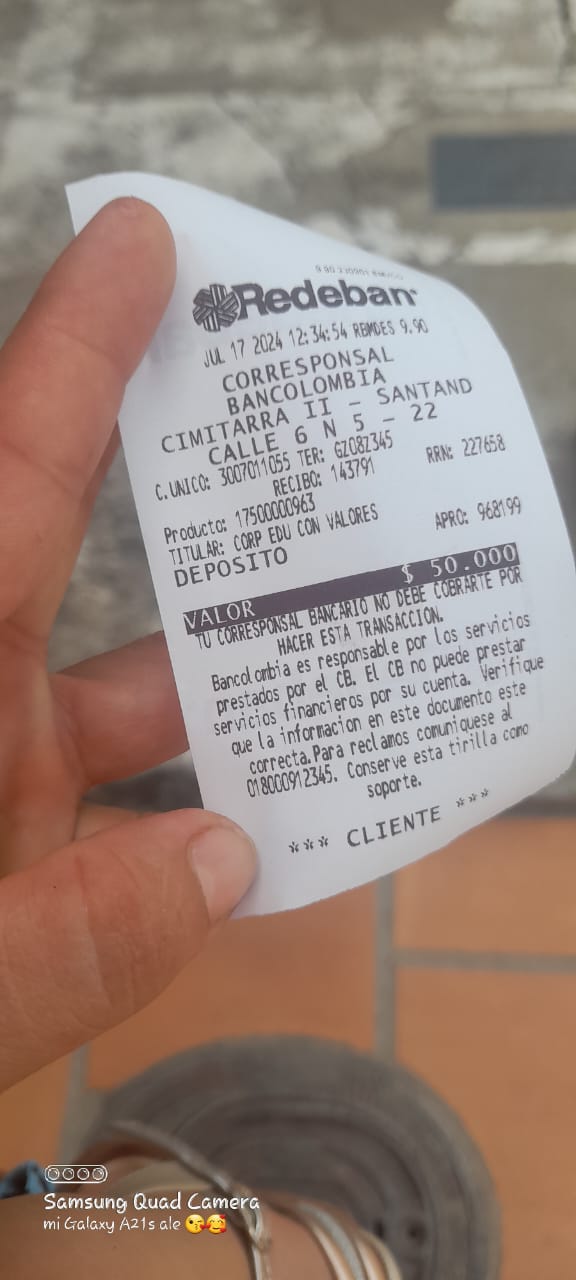 Redeban
JUL 17 2024 12:34:54 RBMDES 9.90
CORRESPONSAL
BANCOLOMBIA
CIMITARRA II - SANTAND
CALLE 6 N 5 - 22
C.UNICO: 3007011055 TER: GZ082345
RECIBO: 143791 RRN: 227658
Producto: 17500000963
TITULAR: CORP EDU CON VALORES
DEPOSITO APRO: 968199
VALOR $ 50.000
TU CORRESPONSAL BANCARIO NO DEBE COBRARTE POR
HACER ESTA TRANSACCION.
Bancolombia es responsable por los servicios
prestados por el CB. El CB no puede prestar
servicios financieros por su cuenta. Verifique
que la informacion en este documento este
correcta.Para reclamos comuniquese al
018000912345. Conserve esta tirilla como
soporte.
*** CLIENTE ***
Samsung Quad Camera
mi Galaxy A21s ale 😘🥰